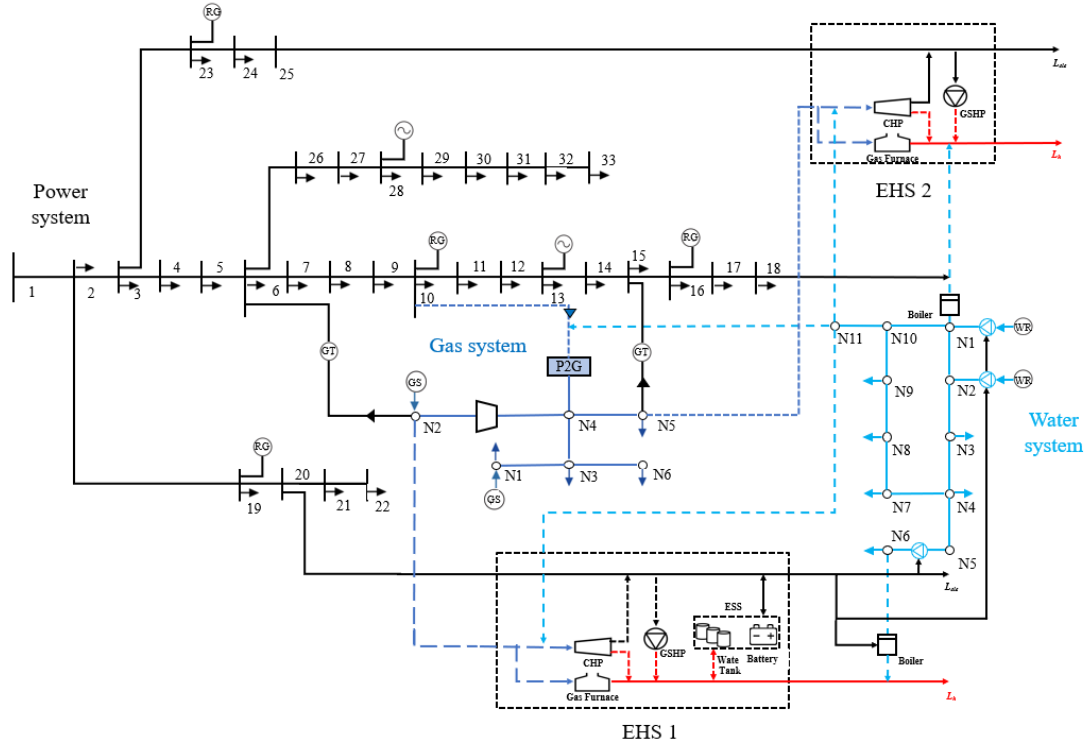 RG
23
24
25
L_ele
CHP
GSHP
Gas Furnace
L_h
EHS 2
26
27
28
29
30
31
32
33
Power
system
1
2
3
4
5
6
7
8
9
10
11
12
13
14
15
16
17
18
RG
RG
Boiler
Gas system
P2G
GT
GT
GS
N2
N4
N5
N1
N3
N6
GS
N11
N10
N1
WR
N9
N2
WR
Water
system
N8
N3
N7
N4
N6
N5
RG
19
20
21
22
L_ele
ESS
CHP
GSHP
Wate
Tank
Battery
Gas Furnace
Boiler
L_h
EHS 1